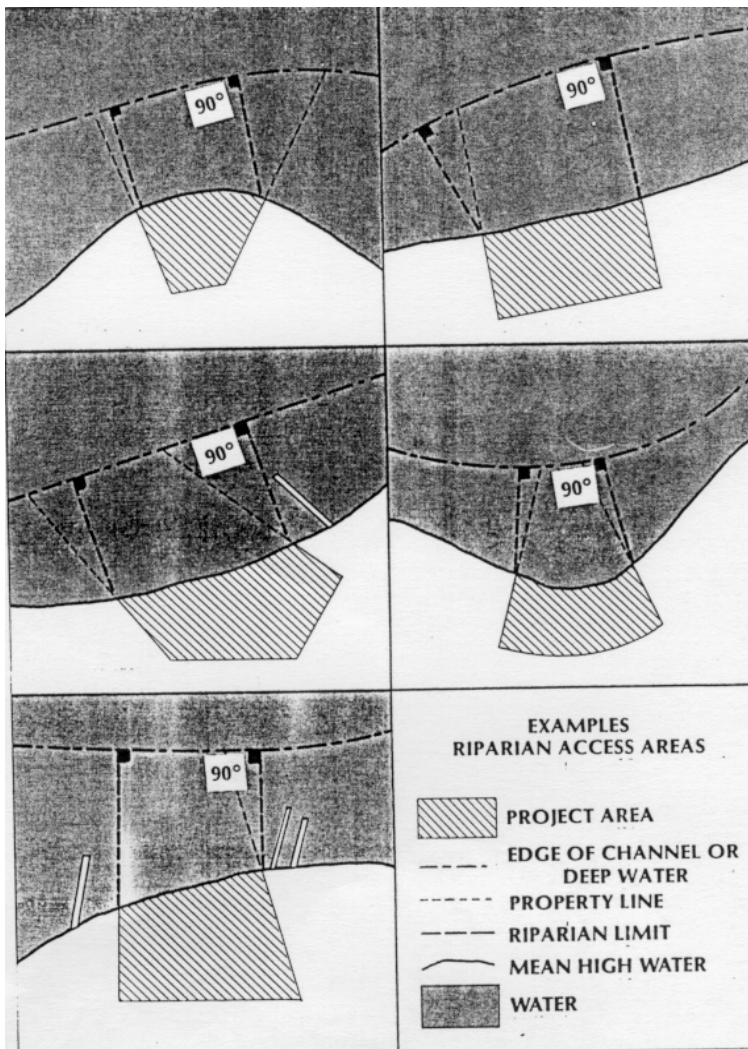 90°
90°
90°
90°
90°
EXAMPLES
RIPARIAN ACCESS AREAS
PROJECT AREA
EDGE OF CHANNEL OR
DEEP WATER
PROPERTY LINE
RIPARIAN LIMIT
MEAN HIGH WATER
WATER